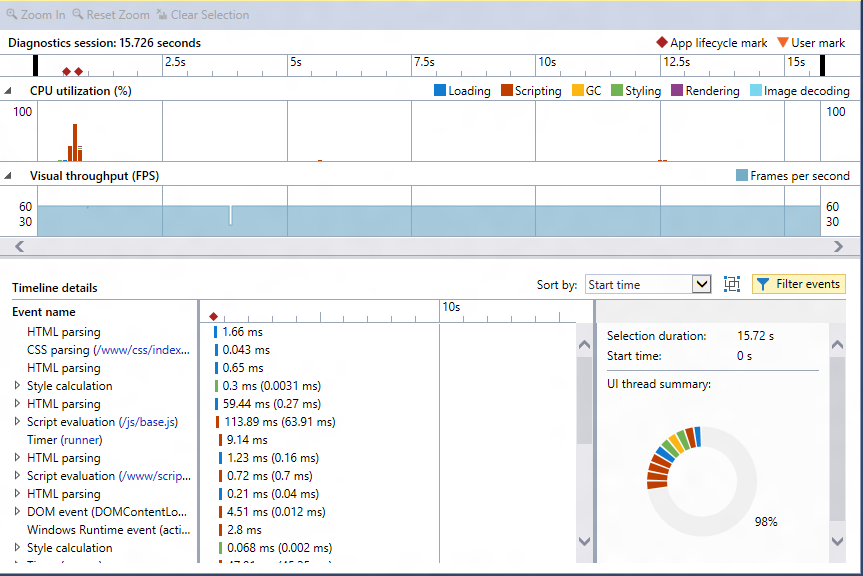 Zoom In Reset Zoom Clear Selection
Diagnostics session: 15.726 seconds App lifecycle mark User mark
2.5s 5s 7.5s 10s 12.5s 15s
CPU utilization (%) Loading Scripting GC Styling Rendering Image decoding
100 100
Visual throughput (FPS) Frames per second
60 60
30 30
Timeline details Sort by: Start time Filter events
Event name 10s
HTML parsing 1.66 ms Selection duration: 15.72 s
CSS parsing (/www/css/index... 0.043 ms Start time: 0 s
HTML parsing 0.65 ms
Style calculation 0.3 ms (0.0031 ms) UI thread summary:
HTML parsing 59.44 ms (0.27 ms)
Script evaluation (/js/base.js) 113.89 ms (63.91 ms)
Timer (runner) 9.14 ms
HTML parsing 1.23 ms (0.16 ms)
Script evaluation (/www/scrip... 0.72 ms (0.7 ms)
HTML parsing 0.21 ms (0.04 ms)
DOM event (DOMContentLo... 4.51 ms (0.012 ms)
98%
Windows Runtime event (acti... 2.8 ms
Style calculation 0.068 ms (0.002 ms)